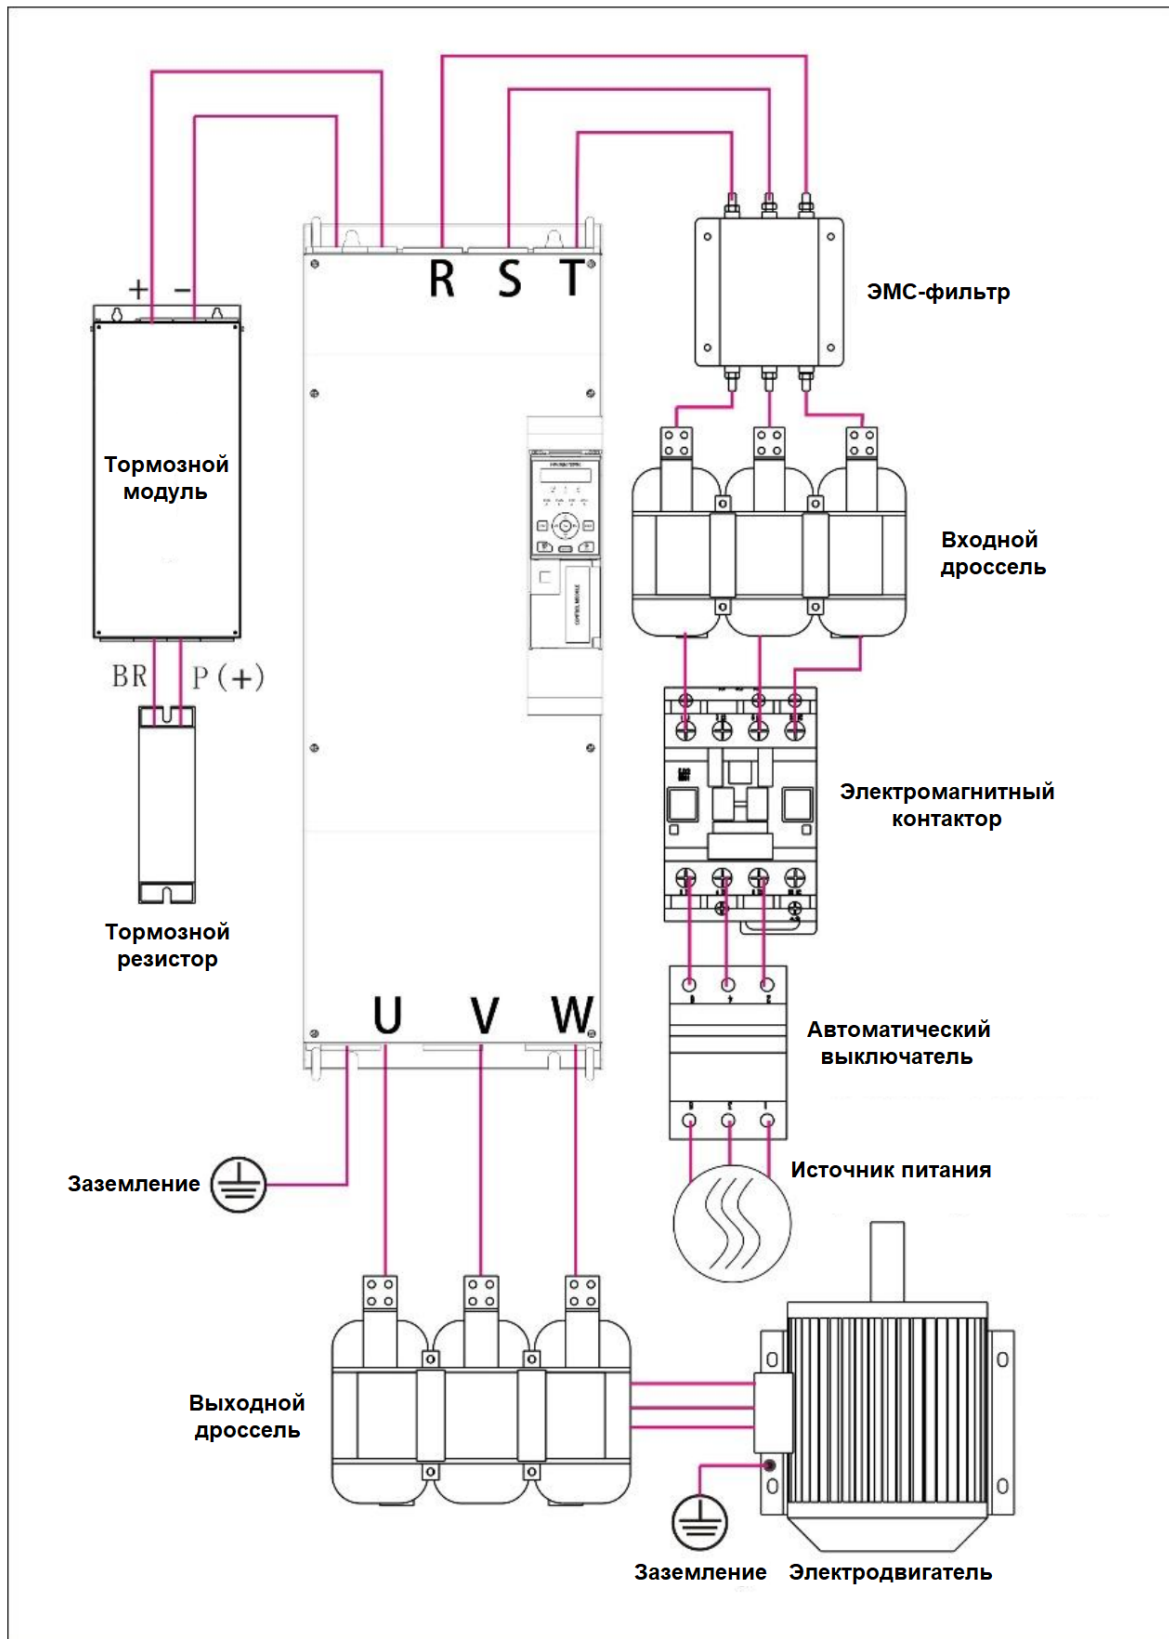 R S T
ЭМС-фильтр
+ −
Тормозной
модуль
Входной
дроссель
BR P(+)
Электромагнитный
контактор
Тормозной
резистор
U V W
Автоматический
выключатель
Источник питания
Заземление
Выходной
дроссель
Заземление Электродвигатель